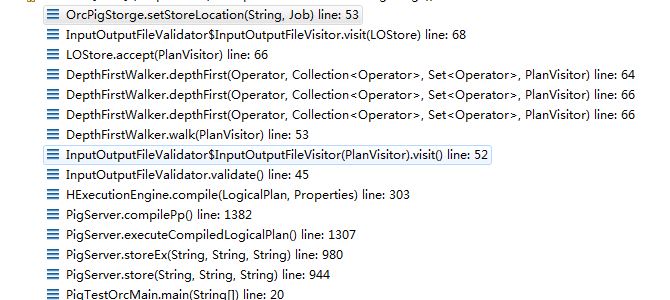 OrcPigStorge.setStoreLocation(String, Job) line: 53
InputOutputFileValidator$InputOutputFileVisitor.visit(LOStore) line: 68
LOStore.accept(PlanVisitor) line: 66
DepthFirstWalker.depthFirst(Operator, Collection<Operator>, Set<Operator>, PlanVisitor) line: 64
DepthFirstWalker.depthFirst(Operator, Collection<Operator>, Set<Operator>, PlanVisitor) line: 66
DepthFirstWalker.depthFirst(Operator, Collection<Operator>, Set<Operator>, PlanVisitor) line: 66
DepthFirstWalker.walk(PlanVisitor) line: 53
InputOutputFileValidator$InputOutputFileVisitor(PlanVisitor).visit() line: 52
InputOutputFileValidator.validate() line: 45
HExecutionEngine.compile(LogicalPlan, Properties) line: 303
PigServer.compilePp() line: 1382
PigServer.executeCompiledLogicalPlan() line: 1307
PigServer.storeEx(String, String, String) line: 980
PigServer.store(String, String, String) line: 944
PigTestOrcMain.main(String[]) line: 20